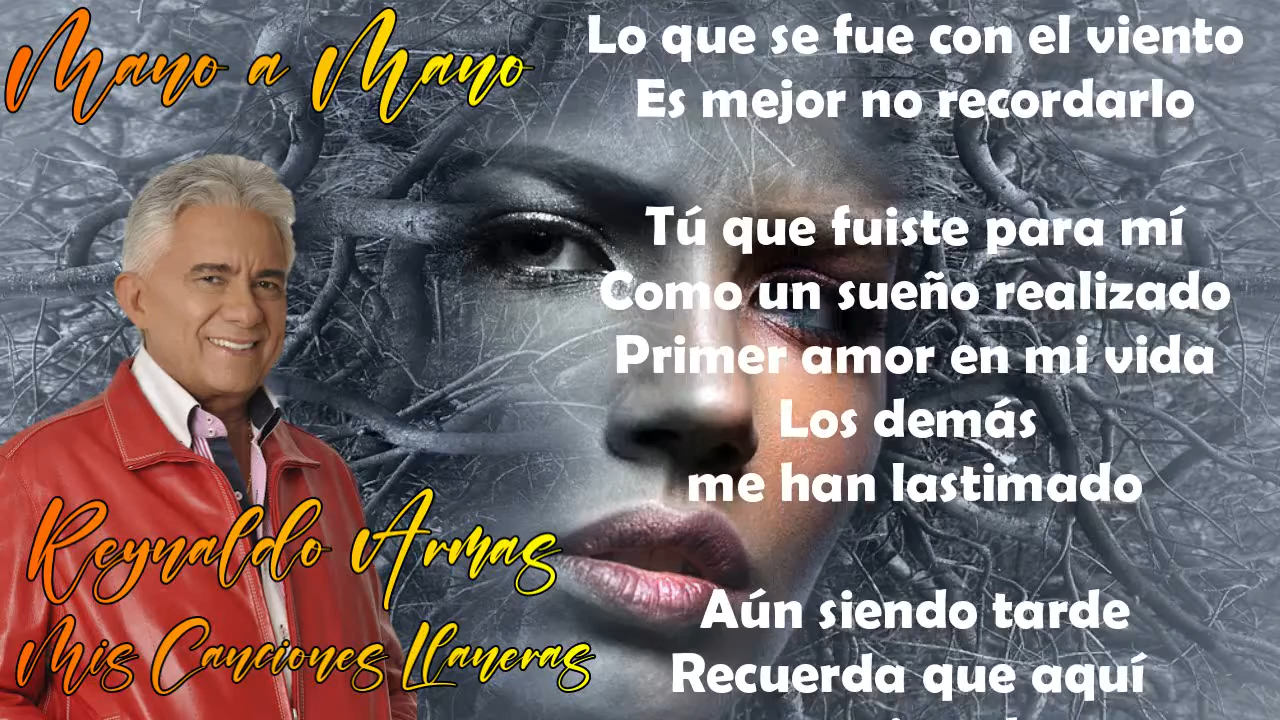 Mano a Mano
Reynaldo Armas
Mis Canciones Llaneras
Lo que se fue con el viento
Es mejor no recordarlo
Tú que fuiste para mí
Como un sueño realizado
Primer amor en mi vida
Los demás
me han lastimado
Aún siendo tarde
Recuerda que aquí